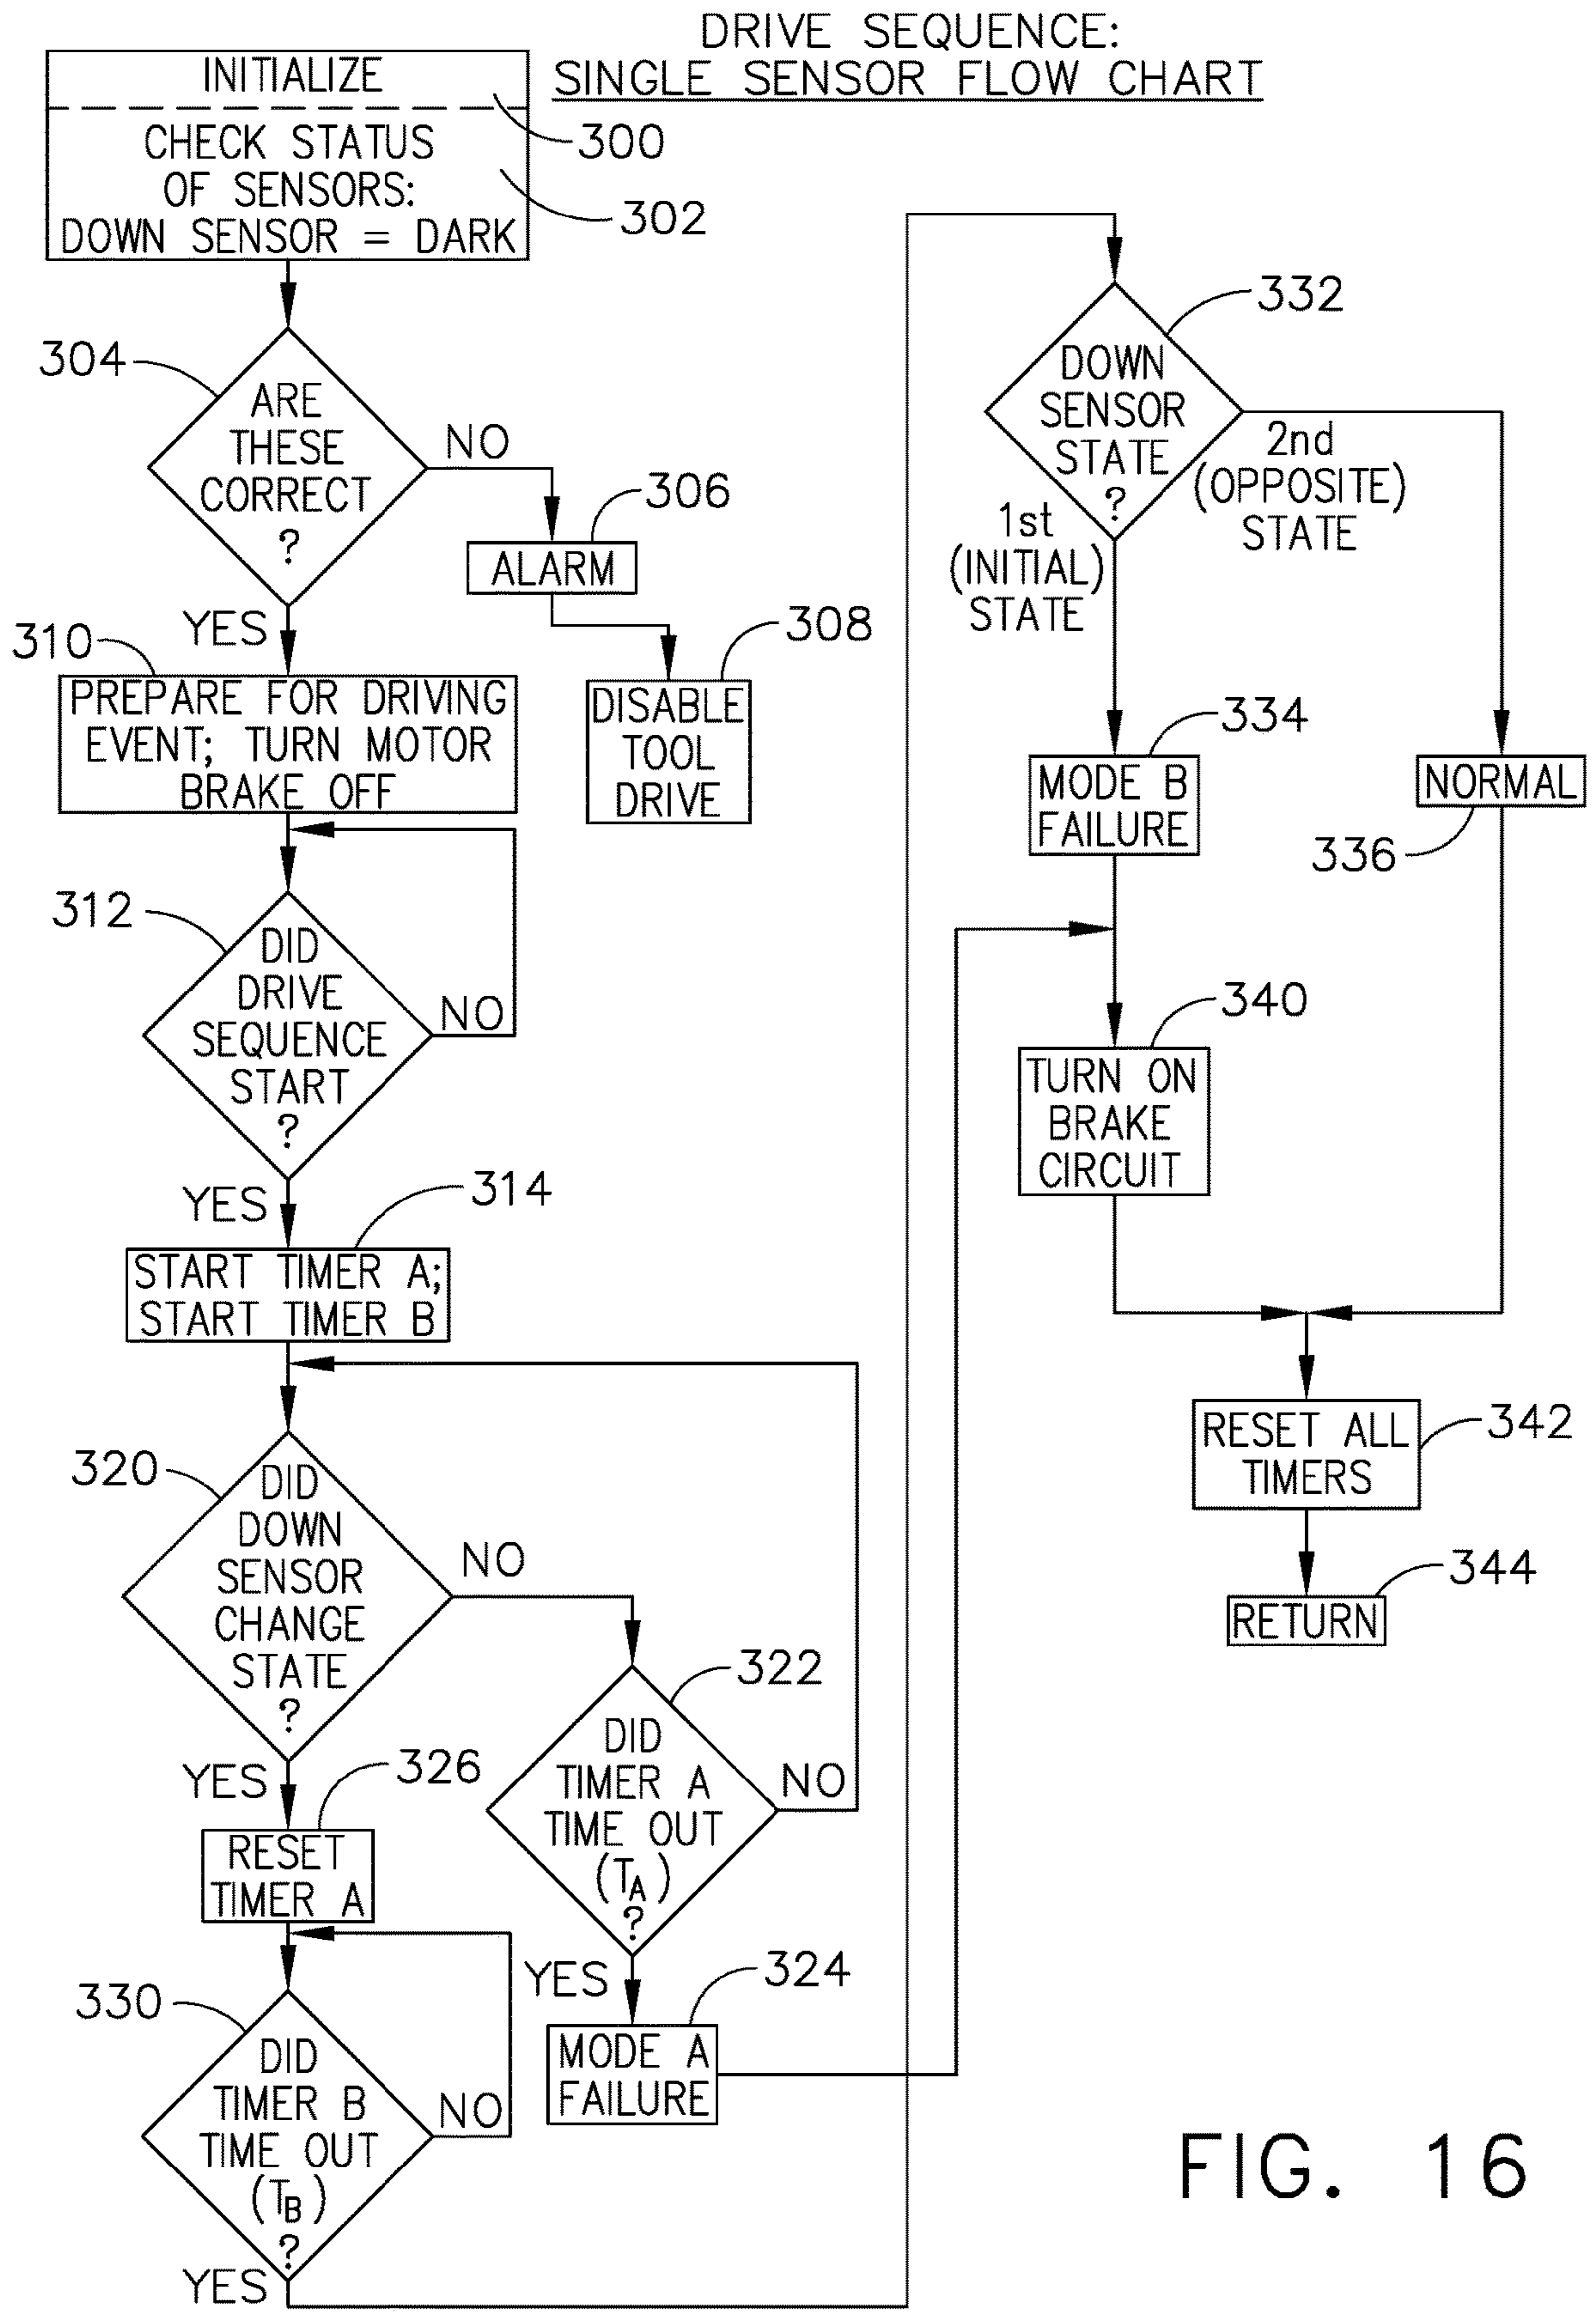 DRIVE SEQUENCE:
SINGLE SENSOR FLOW CHART
INITIALIZE
300
CHECK STATUS
OF SENSORS:
DOWN SENSOR = DARK
302
304
ARE
THESE
CORRECT
?
NO
306
ALARM
308
DISABLE
TOOL
DRIVE
YES
310
PREPARE FOR DRIVING
EVENT; TURN MOTOR
BRAKE OFF
312
DID
DRIVE
SEQUENCE
START
?
NO
YES
314
START TIMER A;
START TIMER B
320
DID
DOWN
SENSOR
CHANGE
STATE
?
NO
322
DID
TIMER A
TIME OUT
(TA)
?
NO
YES
324
MODE A
FAILURE
YES
326
RESET
TIMER A
330
DID
TIMER B
TIME OUT
(TB)
?
NO
YES
332
DOWN
SENSOR
STATE
?
1st
(INITIAL)
STATE
2nd
(OPPOSITE)
STATE
334
MODE B
FAILURE
NORMAL
336
340
TURN ON
BRAKE
CIRCUIT
342
RESET ALL
TIMERS
344
RETURN
FIG. 16